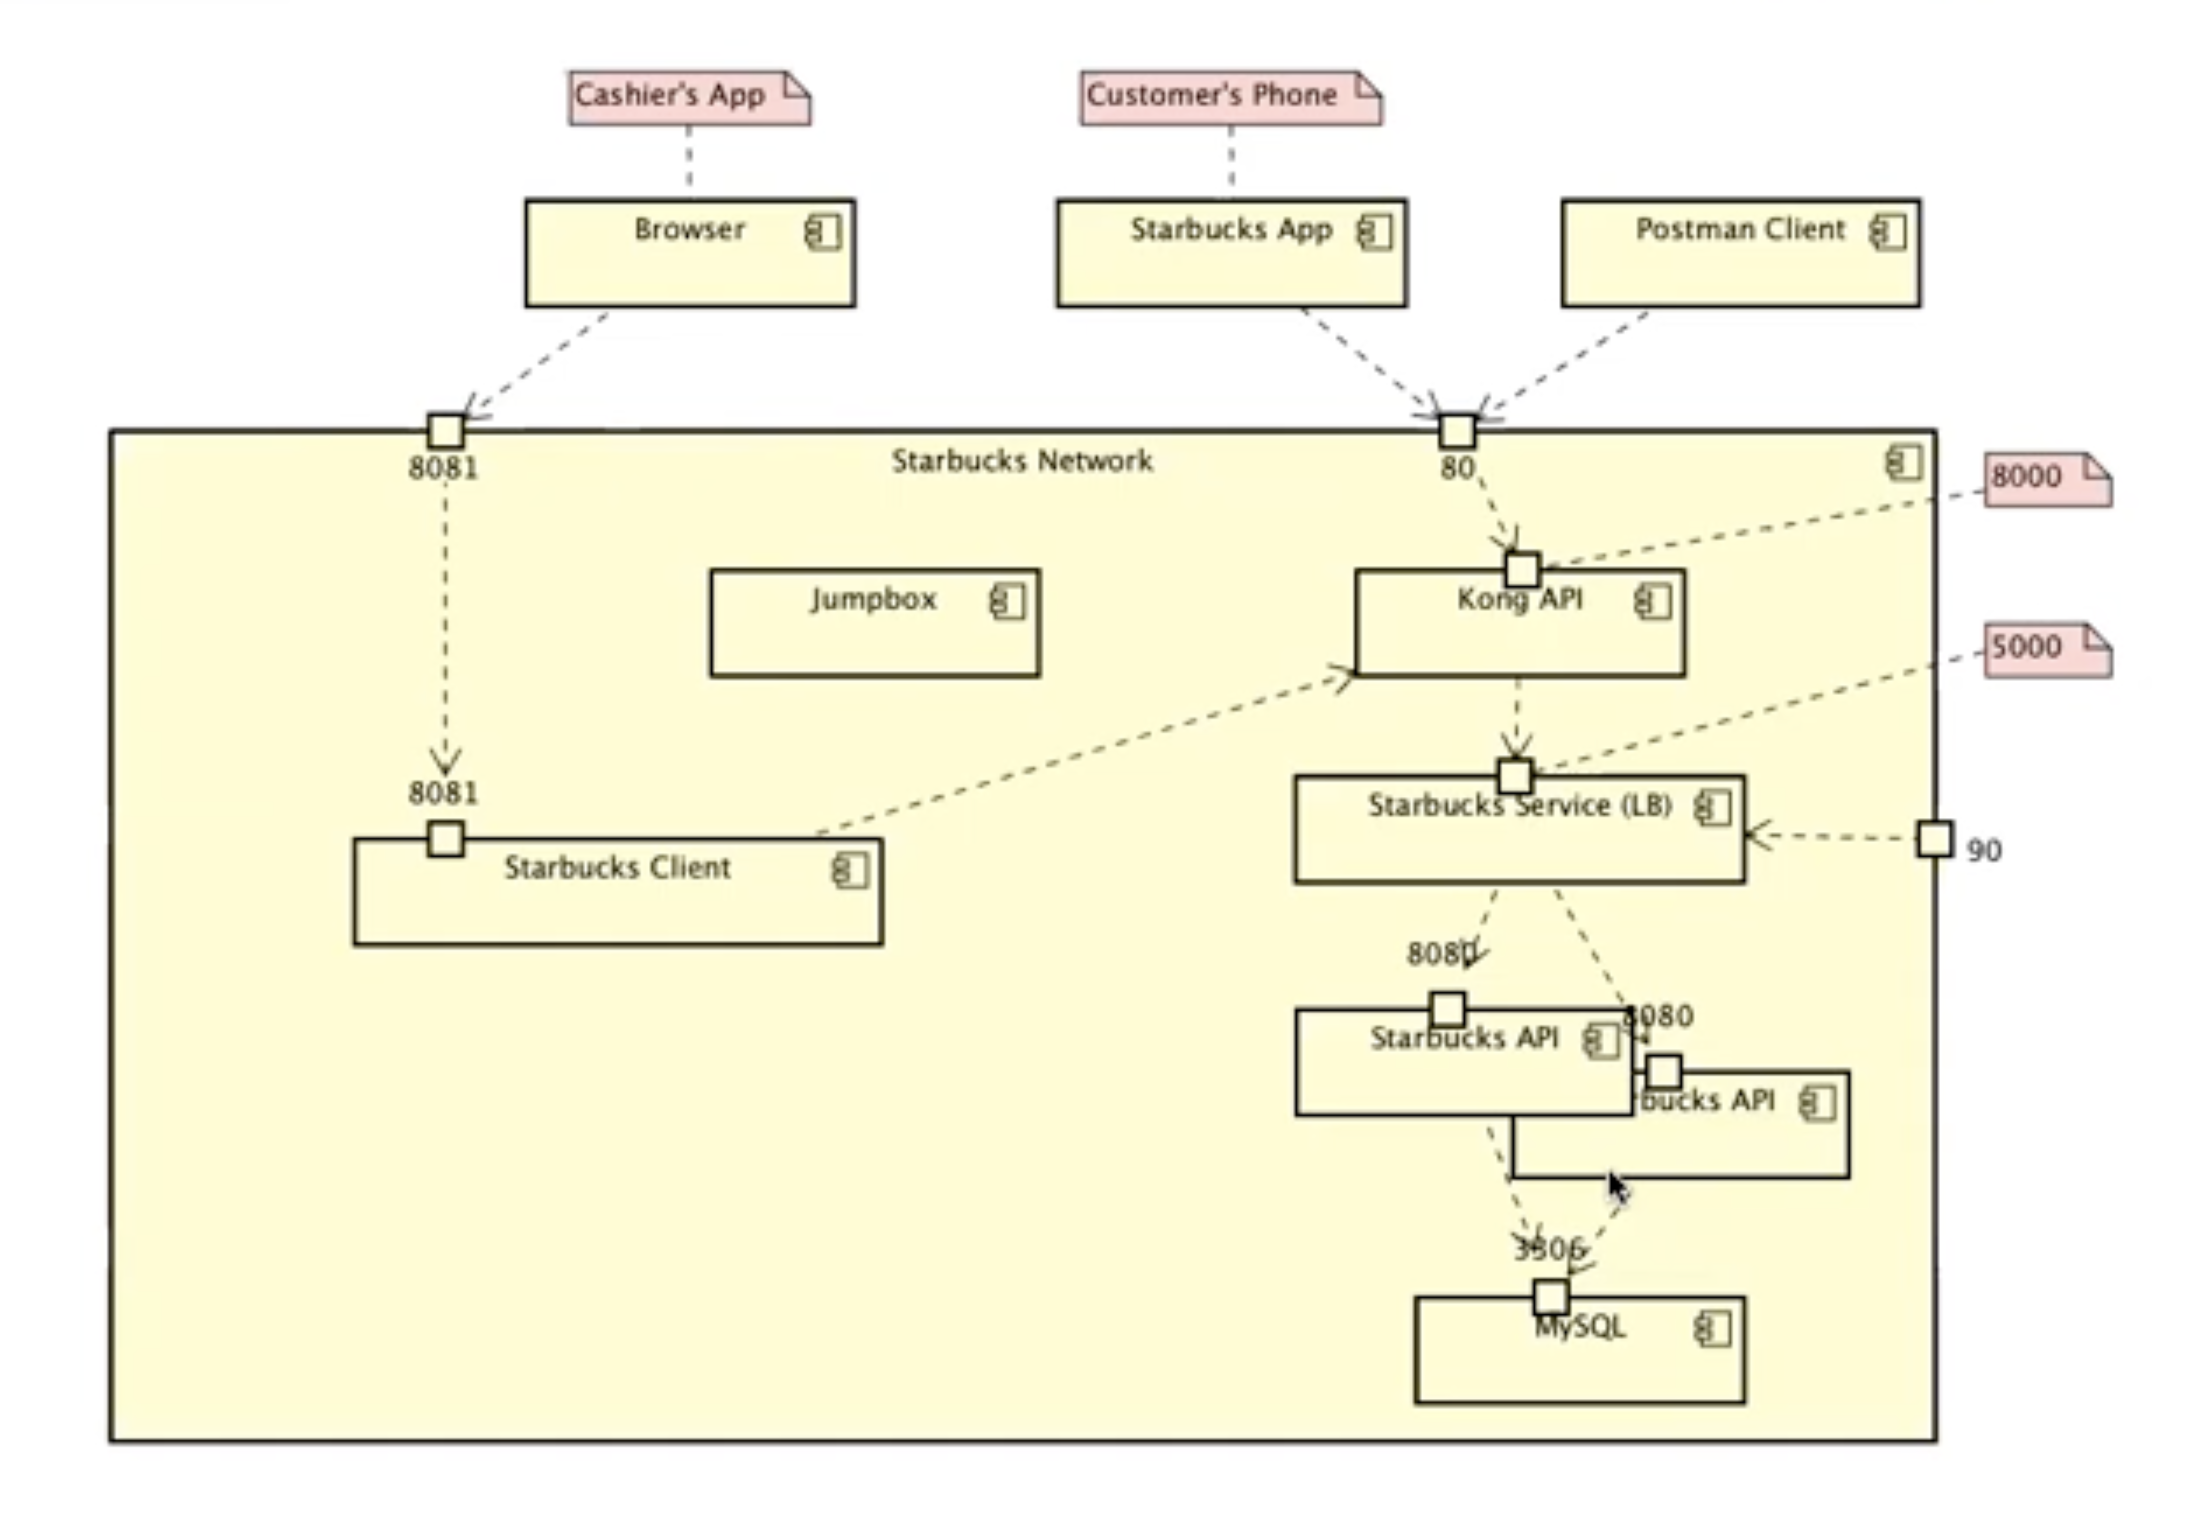 Cashier's App
Customer's Phone
Browser
Starbucks App
Postman Client
8081
Starbucks Network
80
8000
Jumpbox
Kong API
5000
8081
Starbucks Service (LB)
Starbucks Client
90
8080
8080
Starbucks API
bucks API
3306
MySQL